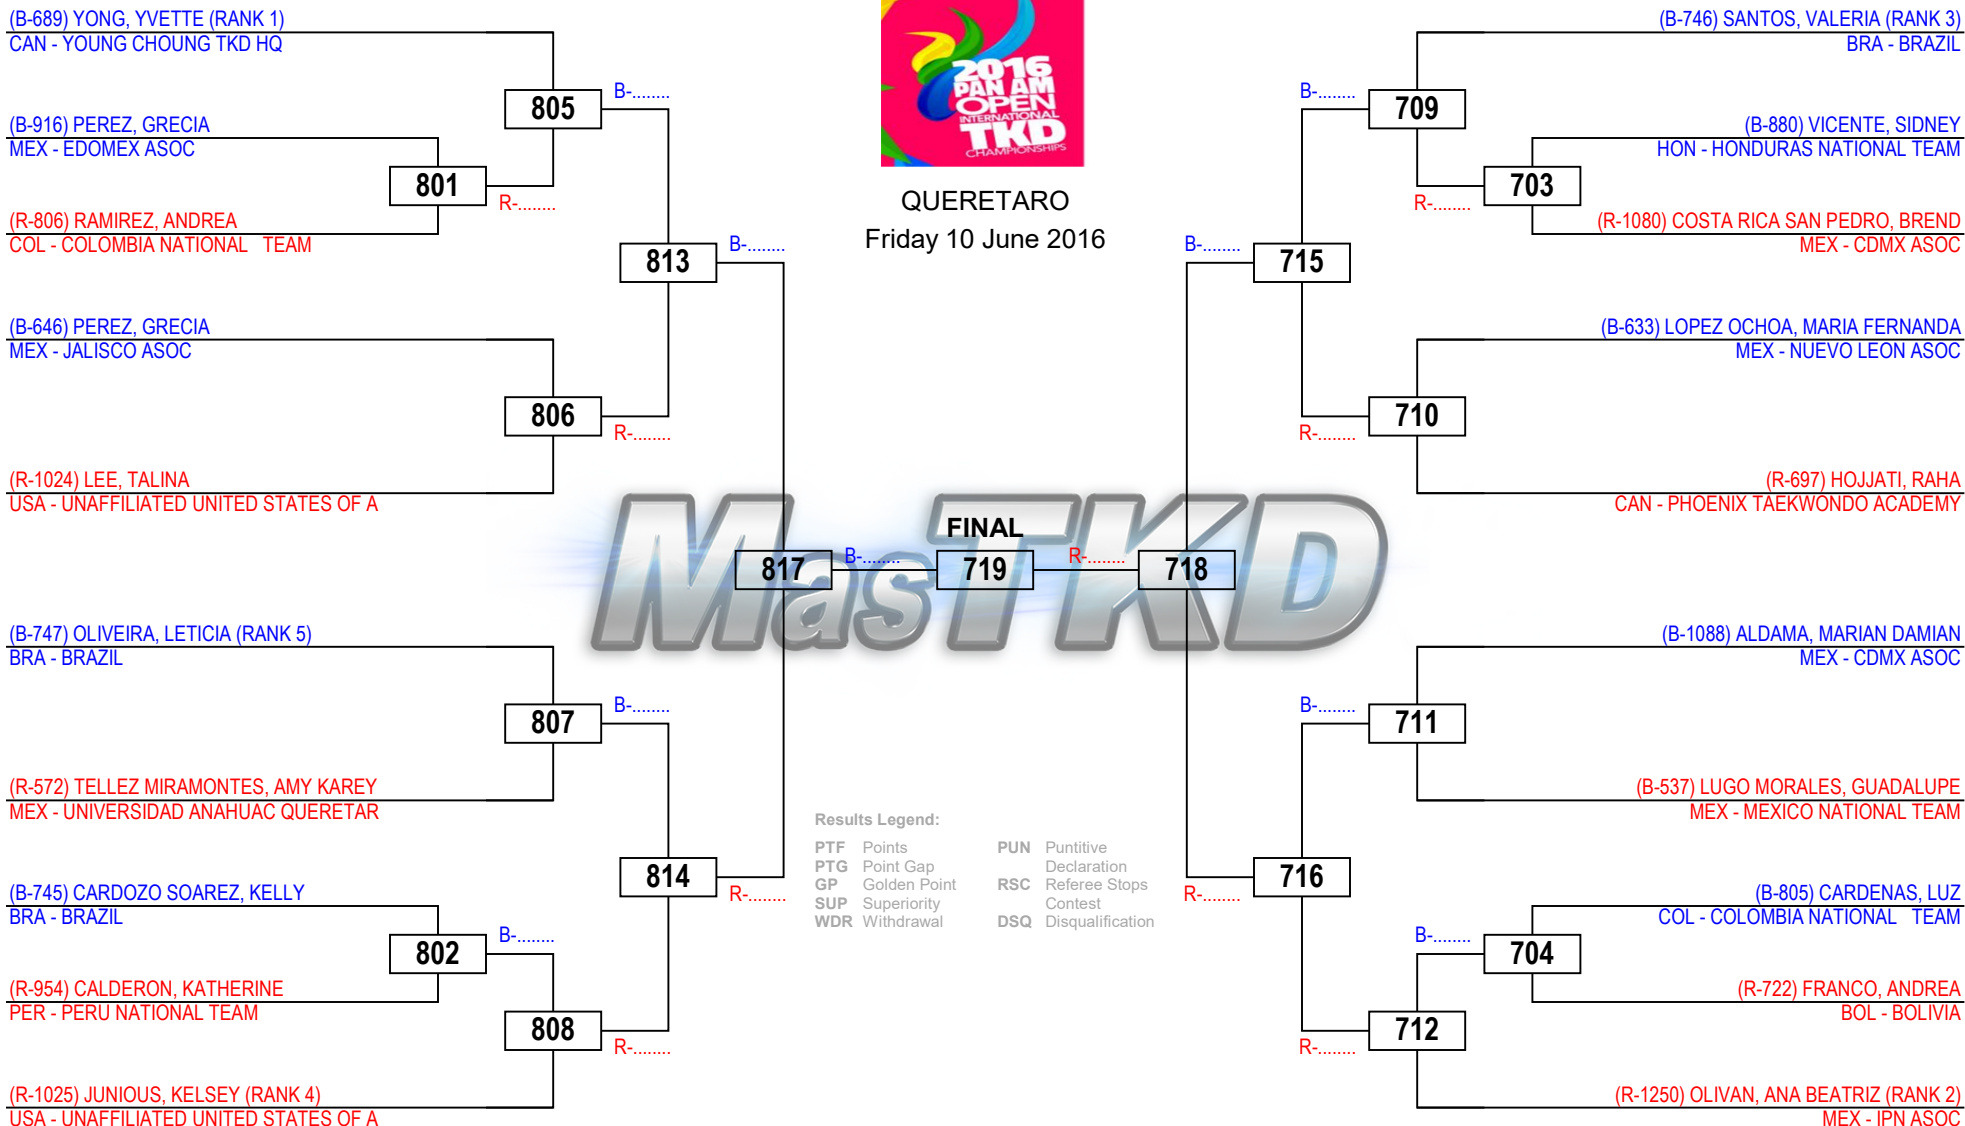 (B-689) YONG, YVETTE (RANK 1)
CAN - YOUNG CHOUNG TKD HQ
(B-916) PEREZ, GRECIA
MEX - EDOMEX ASOC
(R-806) RAMIREZ, ANDREA
COL - COLOMBIA NATIONAL   TEAM
(B-646) PEREZ, GRECIA
MEX - JALISCO ASOC
(R-1024) LEE, TALINA
USA - UNAFFILIATED UNITED STATES OF A
(B-747) OLIVEIRA, LETICIA (RANK 5)
BRA - BRAZIL
(R-572) TELLEZ MIRAMONTES, AMY KAREY
MEX - UNIVERSIDAD ANAHUAC QUERETAR
(B-745) CARDOZO SOAREZ, KELLY
BRA - BRAZIL
(R-954) CALDERON, KATHERINE
PER - PERU NATIONAL TEAM
(R-1025) JUNIOUS, KELSEY (RANK 4)
USA - UNAFFILIATED UNITED STATES OF A
801
R-........
802
B-........
805
B-........
806
R-........
807
B-........
808
R-........
813
B-........
814
R-........
817
B-........
2016
PAN AM
OPEN
INTERNATIONAL
TKD
CHAMPIONSHIPS
QUERETARO
Friday 10 June 2016
MasTKD
FINAL
719
R-........
718
Results Legend:
PTF Points
PTG Point Gap
GP Golden Point
SUP Superiority
WDR Withdrawal
PUN Puntitive
Declaration
RSC Referee Stops
Contest
DSQ Disqualification
B-........
715
R-........
716
B-........
709
R-........
710
B-........
711
R-........
712
R-........
703
B-........
704
(B-746) SANTOS, VALERIA (RANK 3)
BRA - BRAZIL
(B-880) VICENTE, SIDNEY
HON - HONDURAS NATIONAL TEAM
(R-1080) COSTA RICA SAN PEDRO, BREND
MEX - CDMX ASOC
(B-633) LOPEZ OCHOA, MARIA FERNANDA
MEX - NUEVO LEON ASOC
(R-697) HOJJATI, RAHA
CAN - PHOENIX TAEKWONDO ACADEMY
(B-1088) ALDAMA, MARIAN DAMIAN
MEX - CDMX ASOC
(B-537) LUGO MORALES, GUADALUPE
MEX - MEXICO NATIONAL TEAM
(B-805) CARDENAS, LUZ
COL - COLOMBIA NATIONAL   TEAM
(R-722) FRANCO, ANDREA
BOL - BOLIVIA
(R-1250) OLIVAN, ANA BEATRIZ (RANK 2)
MEX - IPN ASOC